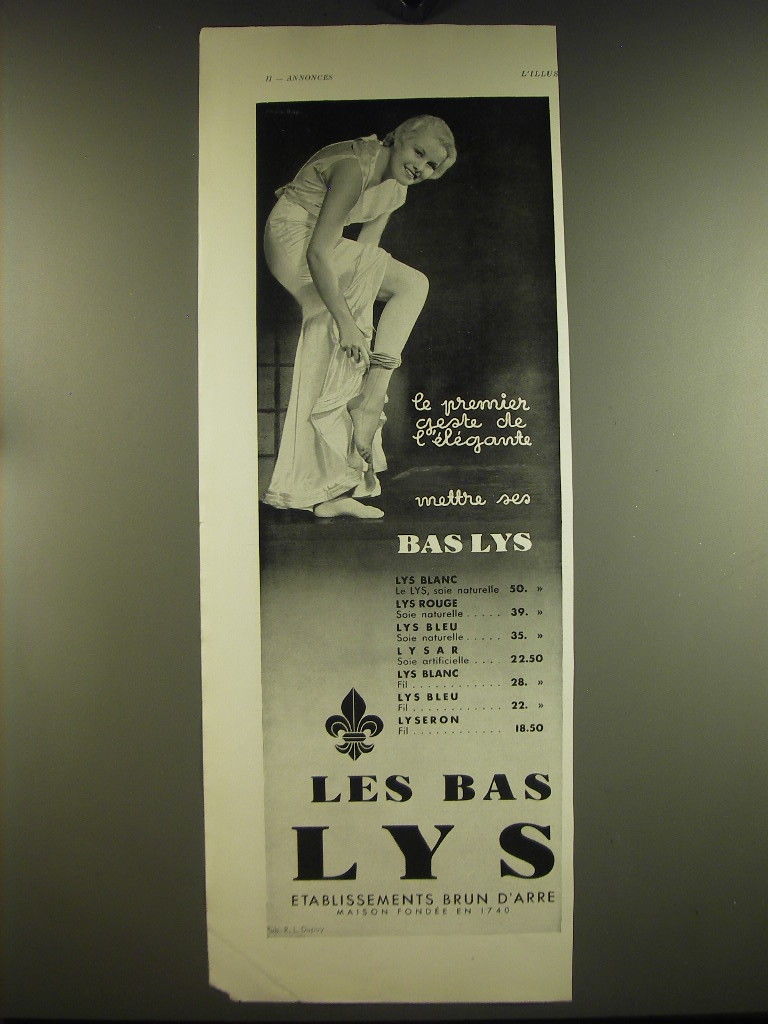 II — ANNONCES
L'ILLUS
le premier
geste de
l'élégante
mettre ses
BAS LYS
LYS BLANC
Le LYS, soie naturelle 50. »
LYS ROUGE
Soie naturelle ..... 39. »
LYS BLEU
Soie naturelle ..... 35. »
LYSAR
Soie artificielle .... 22.50
LYS BLANC
Fil ............ 28. »
LYS BLEU
Fil ............ 22. »
LYSERON
Fil ............ 18.50
LES BAS
LYS
ETABLISSEMENTS BRUN D'ARRE
MAISON FONDÉE EN 1740
Pub. R. L. Dupuy